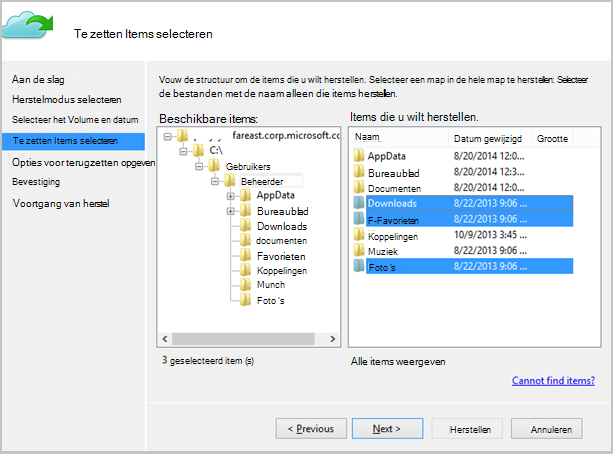 Te zetten Items selecteren
Aan de slag
Herstelmodus selecteren
Selecteer het Volume en datum
Te zetten Items selecteren
Opties voor terugzetten opgeven
Bevestiging
Voortgang van herstel
Vouw de structuur om de items die u wilt herstellen. Selecteer een map in de hele map te herstellen: Selecteer
de bestanden met de naam alleen die items herstellen.
Beschikbare items:
fareast.corp.microsoft.co
C:\
Gebruikers
Beheerder
AppData
Bureaublad
Downloads
documenten
Favorieten
Koppelingen
Munch
Foto's
3 geselecteerd item (s)
Items die u wilt herstellen.
Naam Datum gewijzigd Grootte
AppData 8/20/2014 12:0...
Bureaublad 8/20/2014 12:3...
Documenten 8/20/2014 12:0...
Downloads 8/22/2013 9:06 ...
F-Favorieten 8/22/2013 9:06 ...
Koppelingen 10/9/2013 3:45 ...
Muziek 8/22/2013 9:06 ...
Foto's 8/22/2013 9:06 ...
Alle items weergeven
Cannot find items?
< Previous
Next >
Herstellen
Annuleren